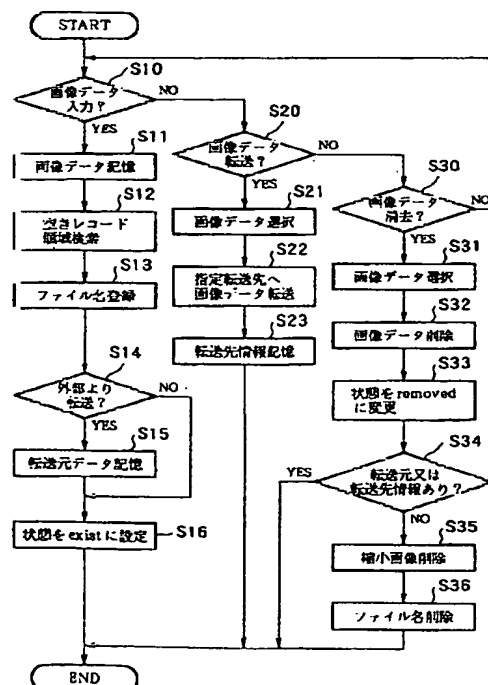 START
S10
画像データ
入力？
NO
YES
S11
画像データ記憶
S12
空きレコード
領域検索
S13
ファイル名登録
S14
外部より
転送？
NO
YES
S15
転送元データ記憶
状態をexistに設定
S16
S20
画像データ
転送？
NO
YES
S21
画像データ選択
S22
指定転送先へ
画像データ転送
S23
転送先情報記憶
S30
画像データ
消去？
NO
YES
S31
画像データ選択
S32
画像データ削除
S33
状態をremoved
に変更
S34
転送元又は
転送先情報あり？
YES
NO
S35
縮小画像削除
S36
ファイル名削除
END